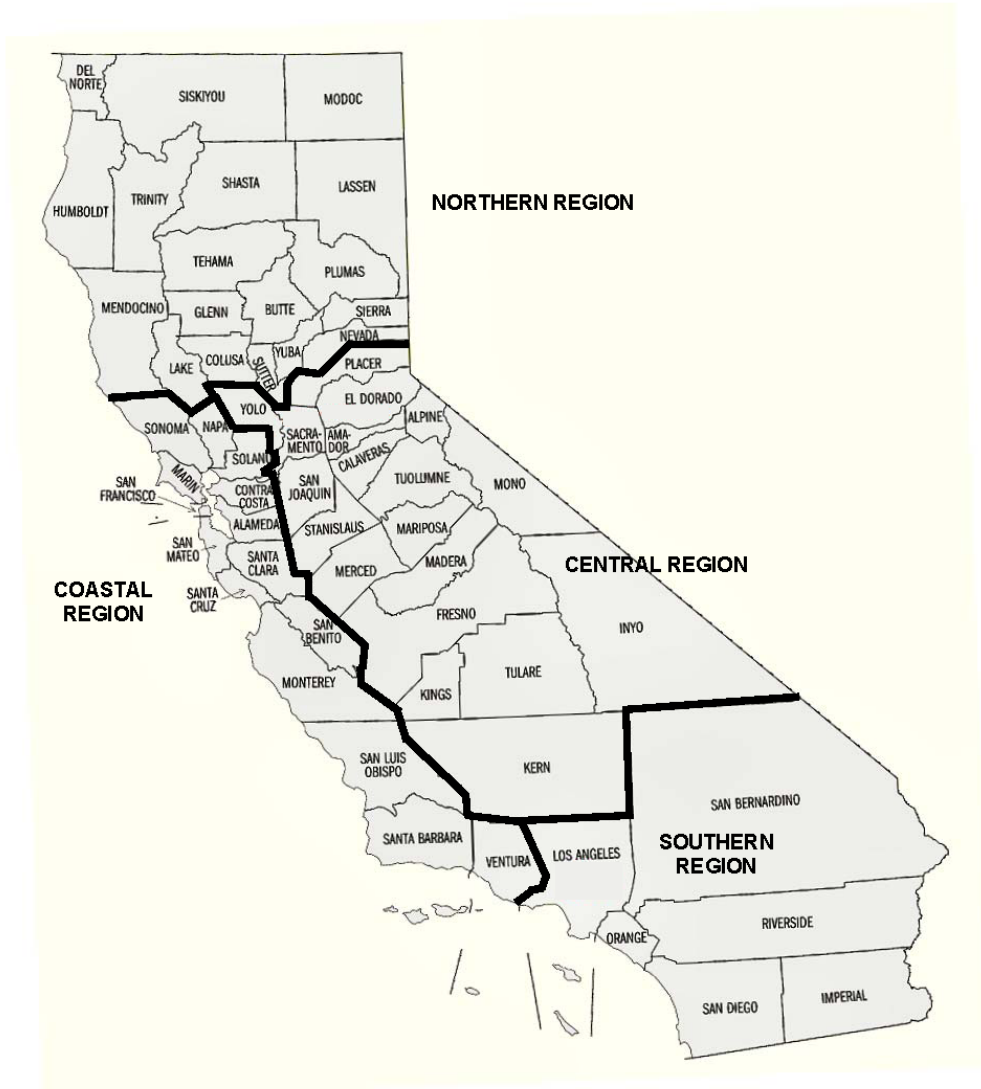 DEL
NORTE
SISKIYOU
MODOC
HUMBOLDT
TRINITY
SHASTA
LASSEN
NORTHERN REGION
TEHAMA
PLUMAS
MENDOCINO
GLENN
BUTTE
SIERRA
NEVADA
LAKE
COLUSA
SUTTER
YUBA
PLACER
EL DORADO
YOLO
ALPINE
SONOMA
NAPA
SACRA-
MENTO
AMA-
DOR
SOLANO
CALAVERAS
TUOLUMNE
MONO
MARIN
SAN
FRANCISCO
CONTRA
COSTA
SAN
JOAQUIN
ALAMEDA
STANISLAUS
MARIPOSA
SAN
MATEO
SANTA
CLARA
MERCED
MADERA
CENTRAL REGION
COASTAL
REGION
SANTA
CRUZ
SAN
BENITO
FRESNO
INYO
MONTEREY
KINGS
TULARE
SAN LUIS
OBISPO
KERN
SAN BERNARDINO
SANTA BARBARA
VENTURA
LOS ANGELES
SOUTHERN
REGION
ORANGE
RIVERSIDE
SAN DIEGO
IMPERIAL